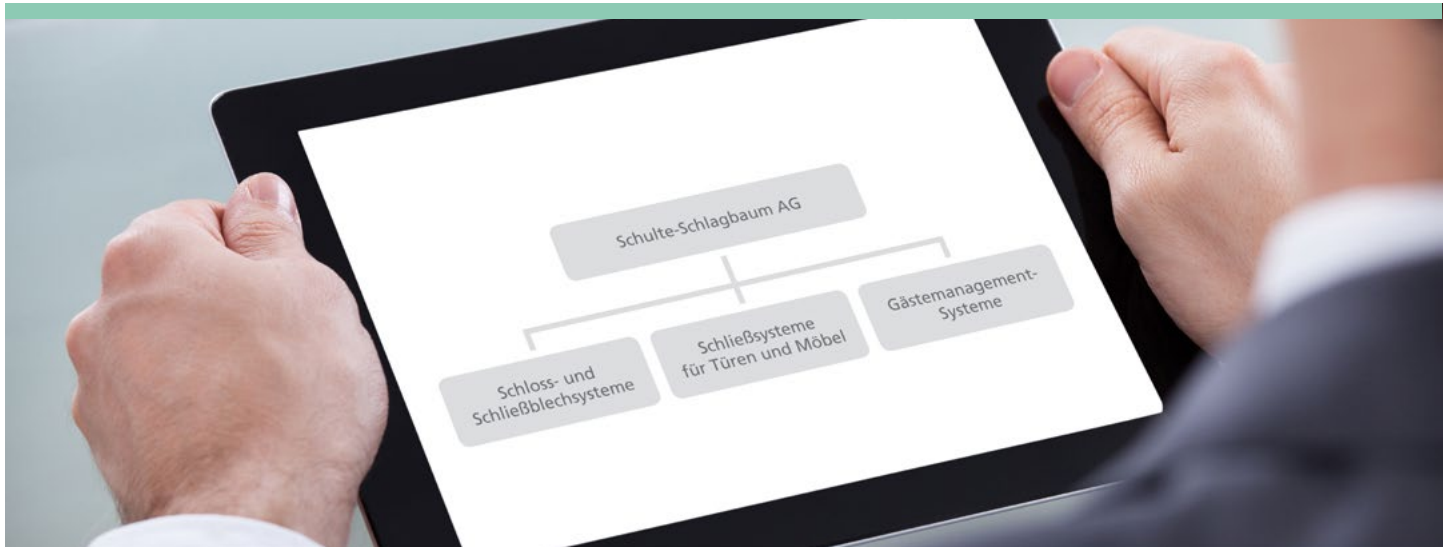 Schulte-Schlagbaum AG
Schloss- und
Schließblechsysteme
Schließsysteme
für Türen und Möbel
Gästemanagement-
Systeme